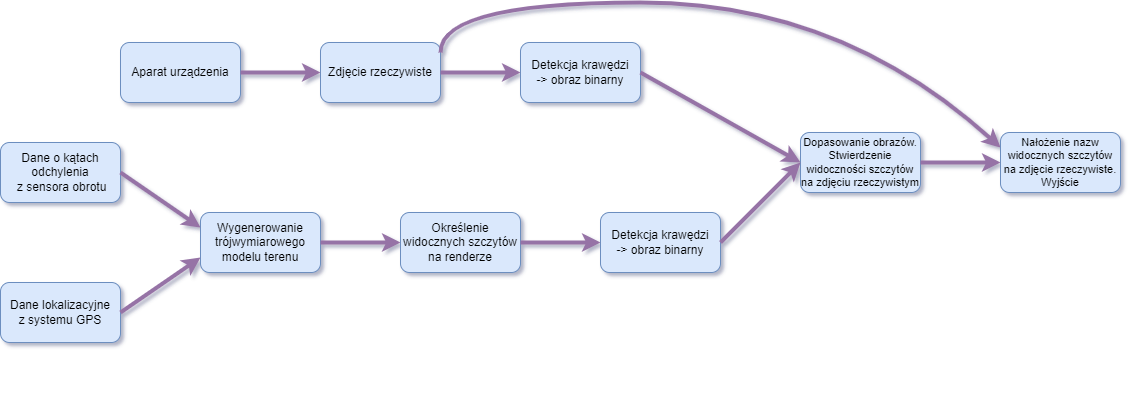 Aparat urządzenia
Zdjęcie rzeczywiste
Detekcja krawędzi
-> obraz binarny
Dane o kątach
odchylenia
z sensora obrotu
Dopasowanie obrazów.
Stwierdzenie
widoczności szczytów
na zdjęciu rzeczywistym
Nałożenie nazw
widocznych szczytów
na zdjęcie rzeczywiste.
Wyjście
Wygenerowanie
trójwymiarowego
modelu terenu
Określenie
widocznych szczytów
na renderze
Detekcja krawędzi
-> obraz binarny
Dane lokalizacyjne
z systemu GPS